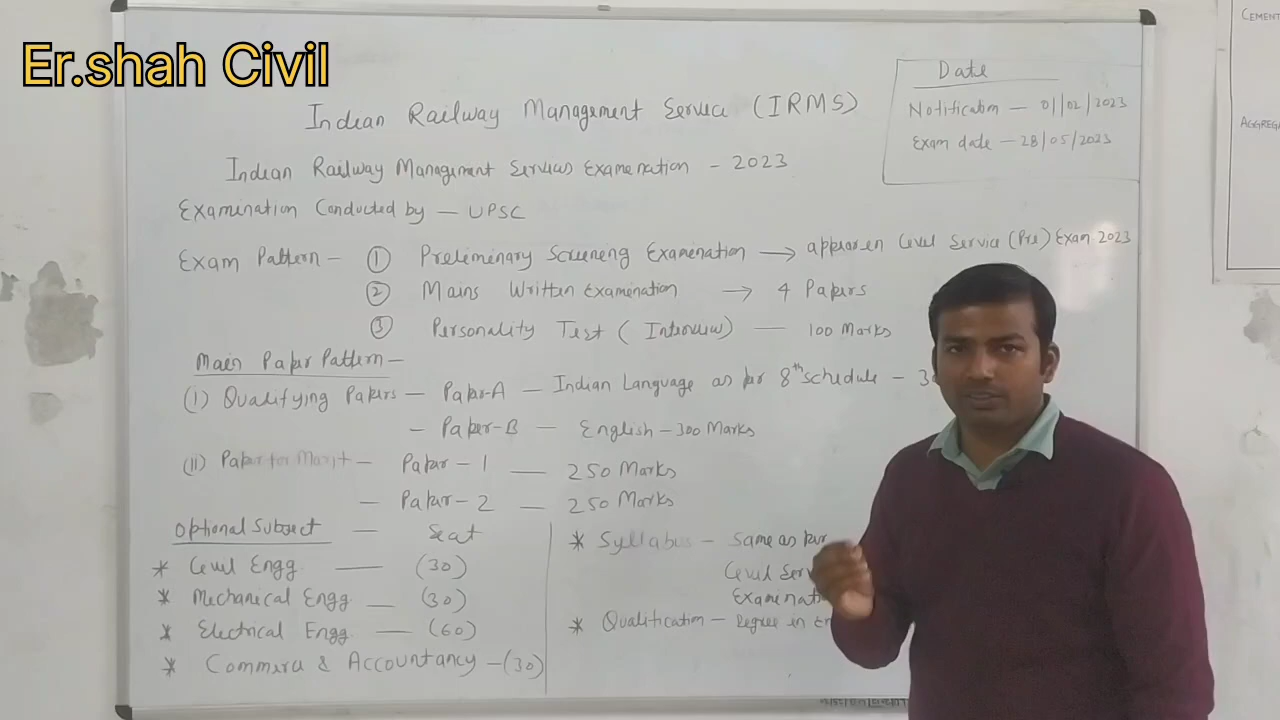 Er.shah Civil
CEMENT
AGGREGA
Date
Notification — 01/02/2023
Exam date — 28/05/2023
Indian Railway Management Service (IRMS)
Indian Railway Management Services Examination - 2023
Examination Conducted by — UPSC
Exam Pattern - ① Preliminary Screening Examination → appear in Civil Service (Pre) Exam 2023
② Mains Written Examination → 4 Papers
③ Personality Test (Interview) — 100 Marks
Main Paper Pattern —
(i) Qualifying Papers — Paper-A — Indian Language as per 8th schedule - 30
- Paper-B — English - 300 Marks
(ii) Paper for Merit — Paper - 1 — 250 Marks
— Paper - 2 — 250 Marks
Optional Subject — Seat
* Civil Engg. — (30)
* Mechanical Engg. — (30)
* Electrical Engg. — (60)
* Commerce & Accountancy - (30)
* Syllabus - Same as per
Civil Serv
Examinat
* Qualification - Degree in En